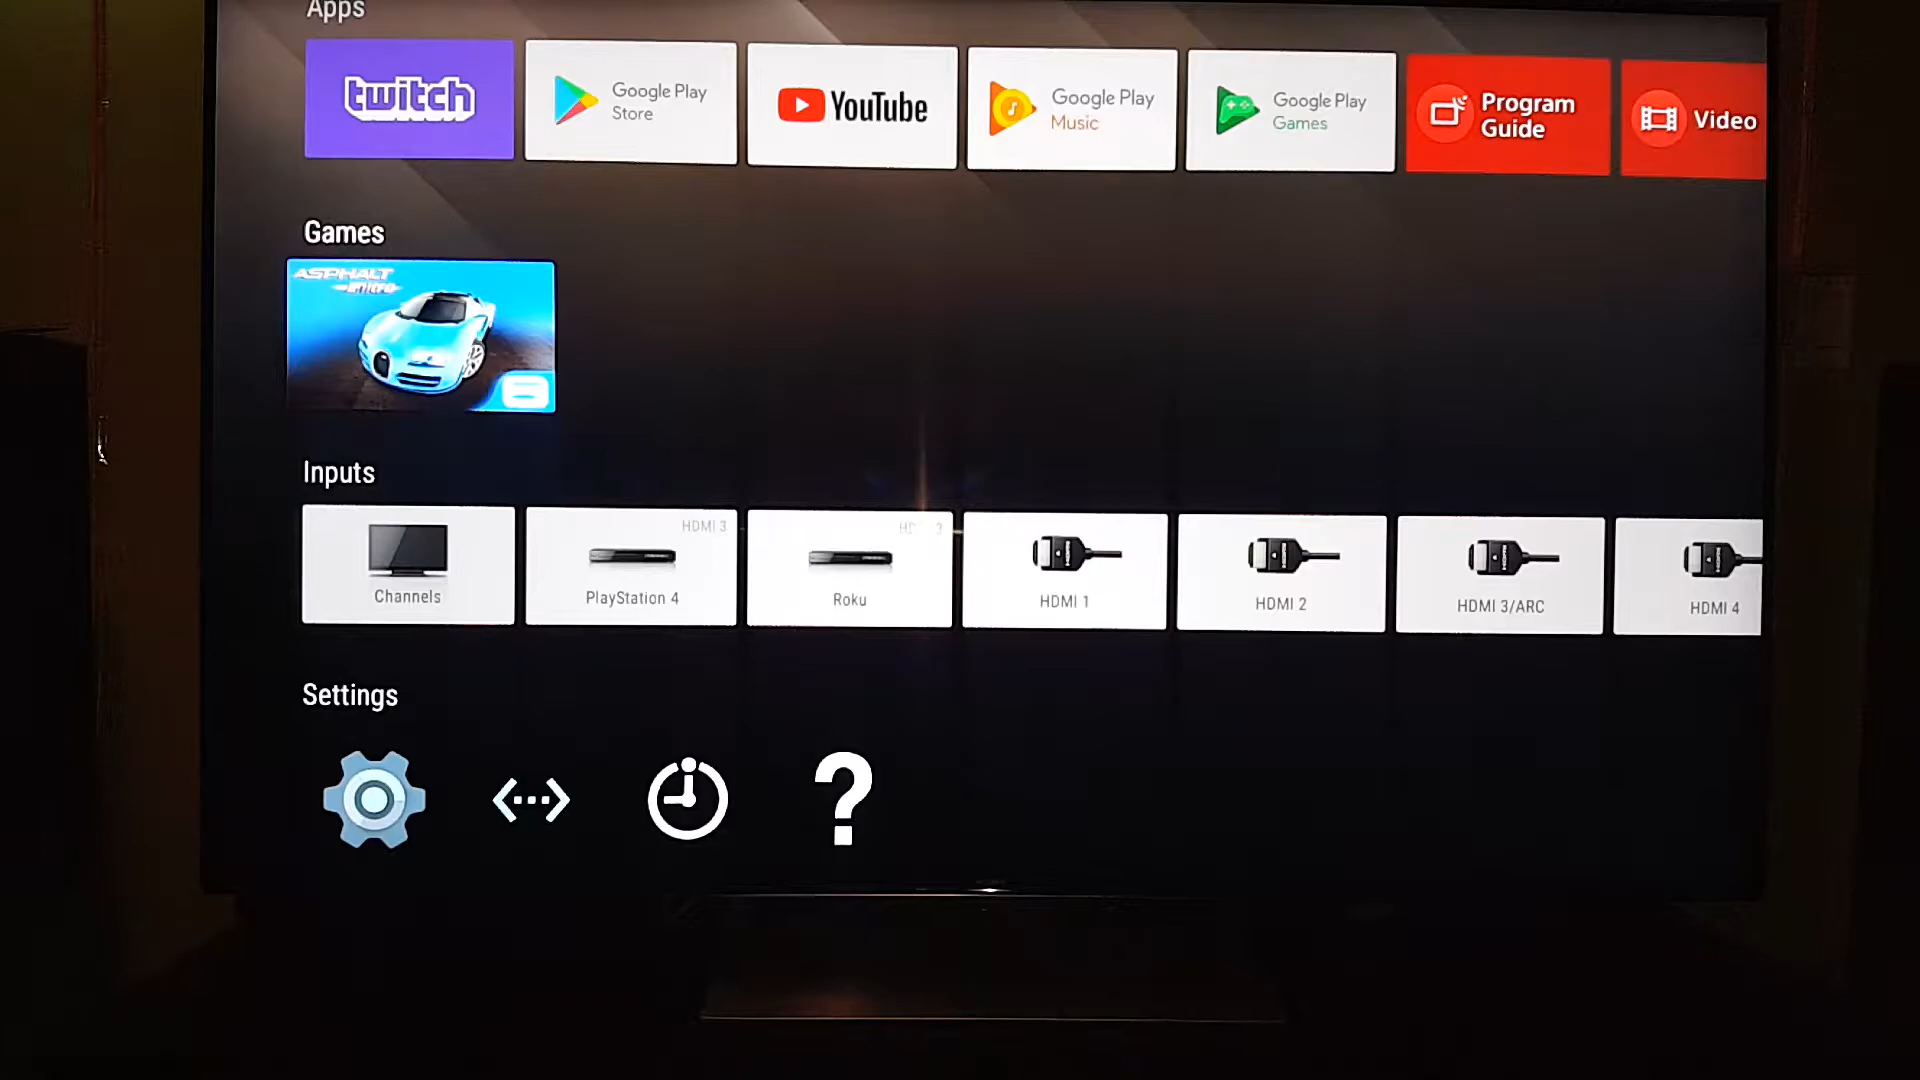 Apps
twitch
Google Play
Store
YouTube
Google Play
Music
Google Play
Games
Program
Guide
Video
Games
ASPHALT
nitro
Inputs
Channels
HDMI 3
PlayStation 4
Roku
HDMI 1
HDMI 2
HDMI 3/ARC
HDMI 4
Settings
?